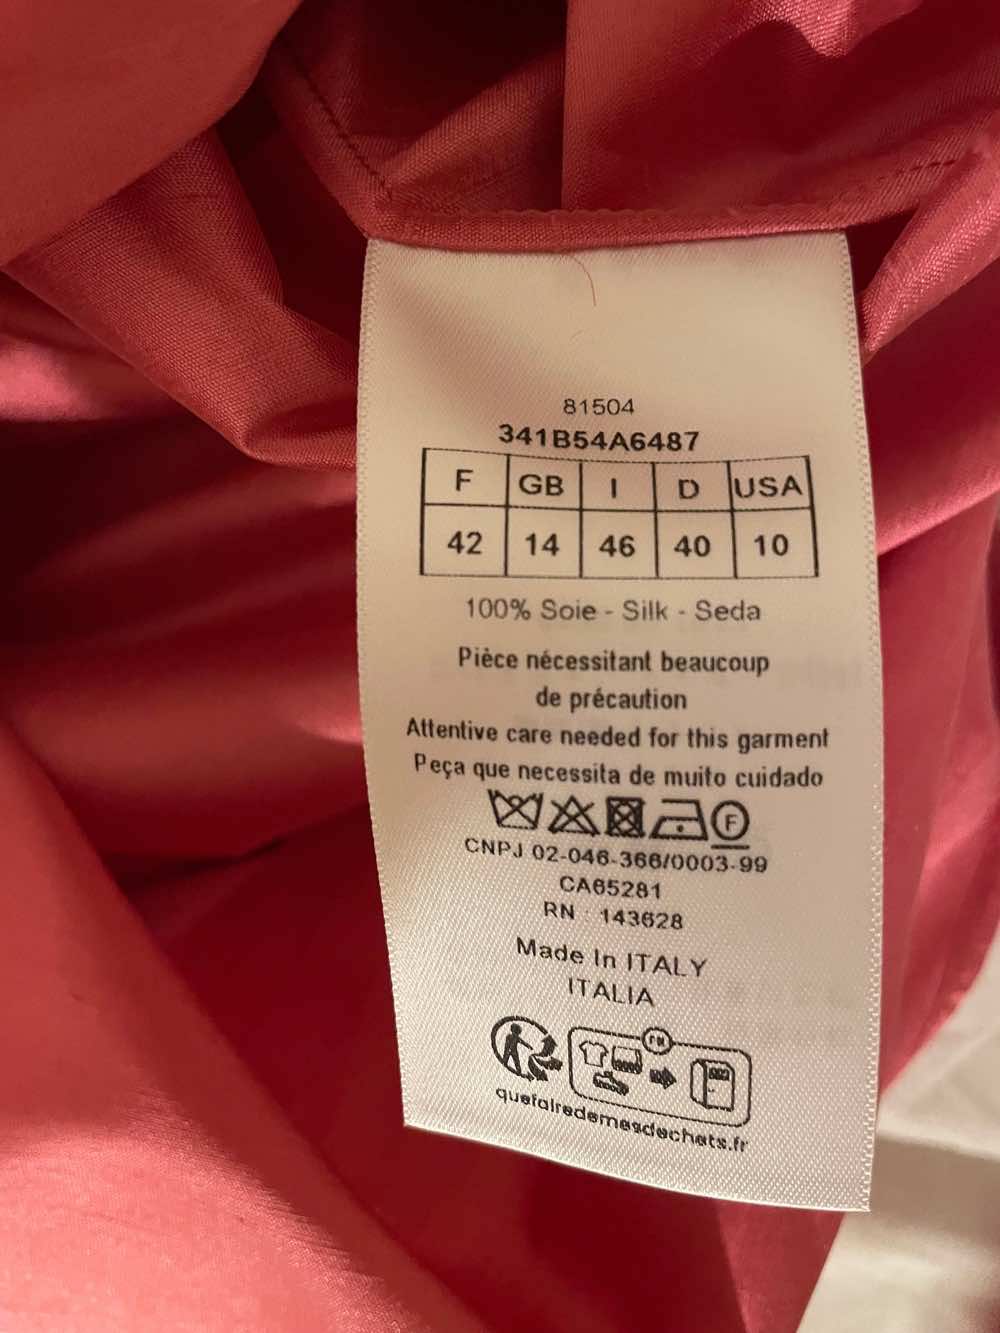 81504
341B54A6487
F GB I D USA
42 14 46 40 10
100% Soie - Silk - Seda
Pièce nécessitant beaucoup
de précaution
Attentive care needed for this garment
Peça que necessita de muito cuidado
F
CNPJ 02-046-366/0003-99
CA65281
RN : 143628
Made In ITALY
ITALIA
FR
quefairedemesdechets.fr